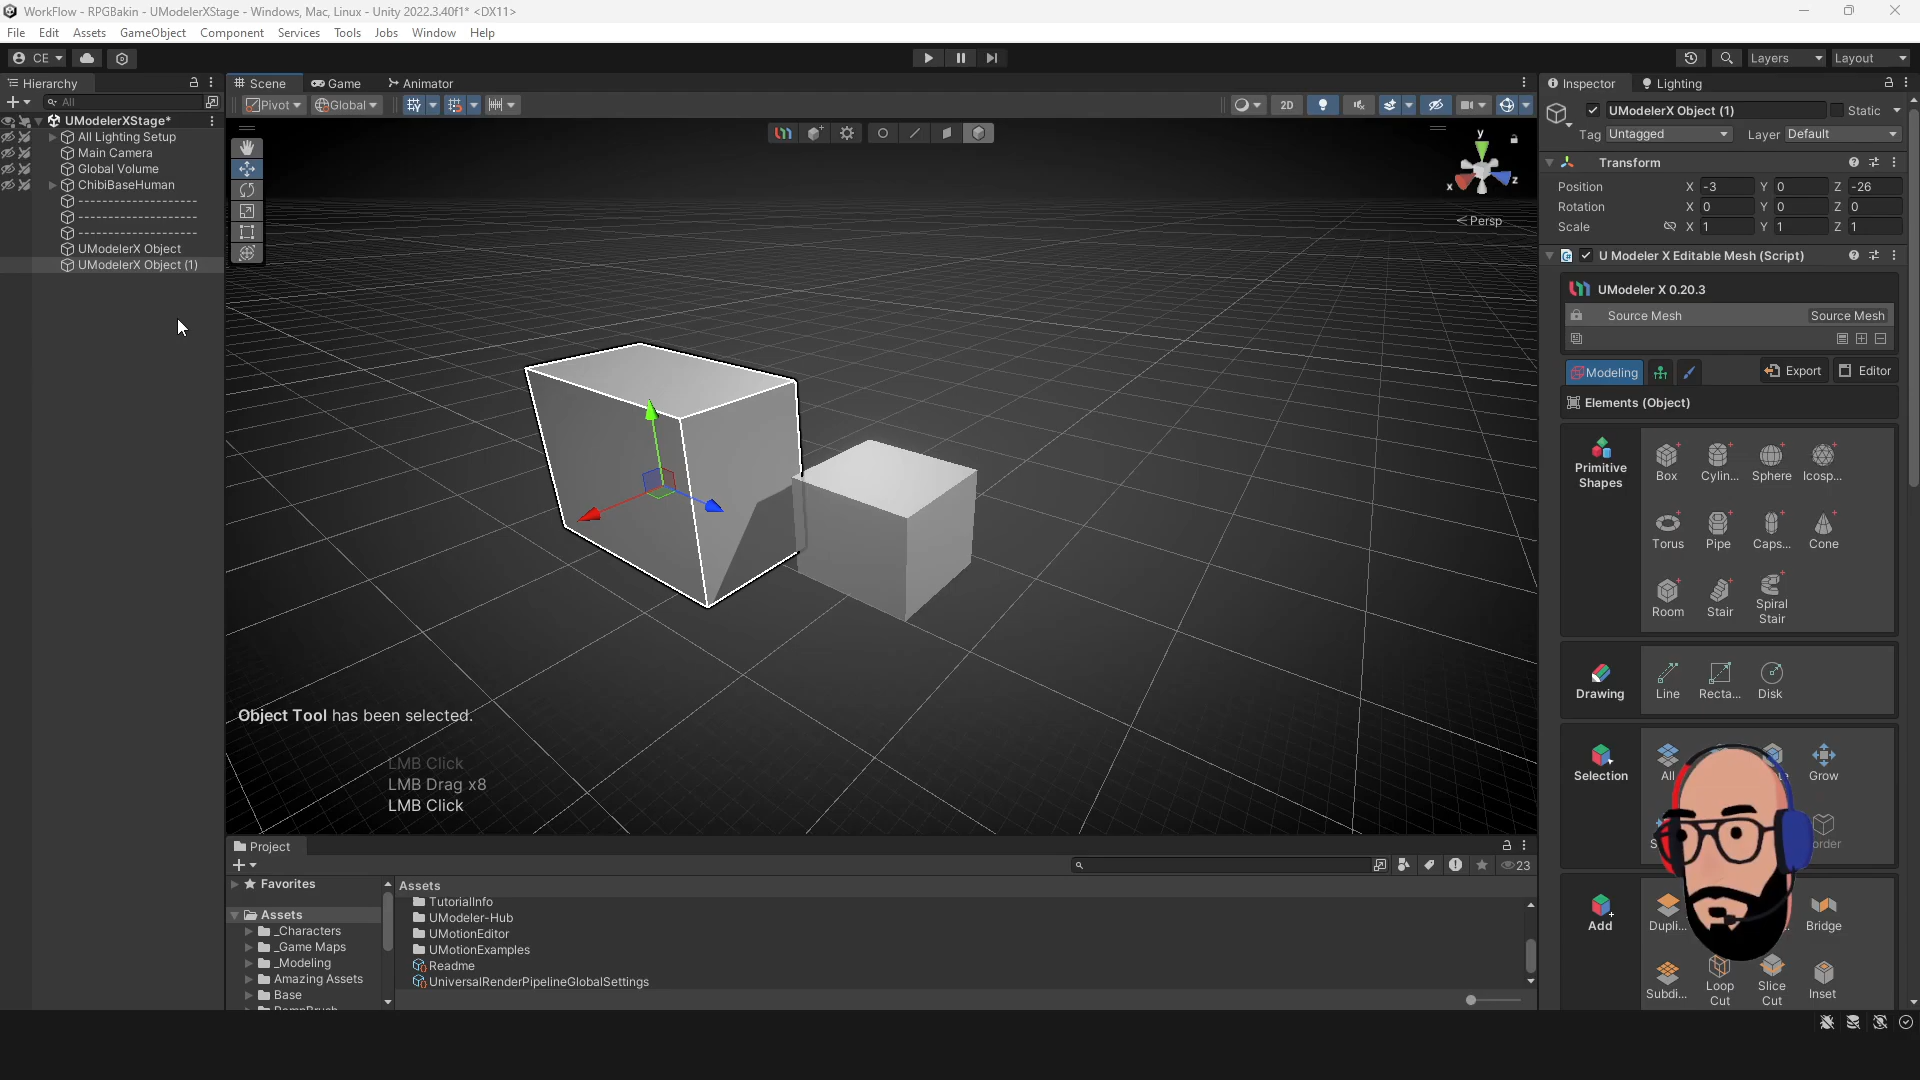 WorkFlow - RPGBakin - UModelerXStage - Windows, Mac, Linux - Unity 2022.3.40f1* <DX11>
File Edit Assets GameObject Component Services Tools Jobs Window Help
CE Layers Layout
Hierarchy
All
UModelerXStage*
All Lighting Setup
Main Camera
Global Volume
ChibiBaseHuman
--------------------
--------------------
--------------------
UModelerX Object
UModelerX Object (1)
Scene Game Animator
Pivot Global 2D
y
x z
Persp
Object Tool has been selected.
LMB Click
LMB Drag x8
LMB Click
Project
23
Favorites
Assets
_Characters
_Game Maps
_Modeling
Amazing Assets
Base
Assets
TutorialInfo
UModeler-Hub
UMotionEditor
UMotionExamples
Readme
UniversalRenderPipelineGlobalSettings
Inspector Lighting
UModelerX Object (1) Static
Tag Untagged Layer Default
Transform
Position X -3 Y 0 Z -26
Rotation X 0 Y 0 Z 0
Scale X 1 Y 1 Z 1
U Modeler X Editable Mesh (Script)
UModeler X 0.20.3
Source Mesh Source Mesh
Modeling Export Editor
Elements (Object)
Primitive Shapes
Box Cylin... Sphere Icosp...
Torus Pipe Caps... Cone
Room Stair Spiral Stair
Drawing
Line Recta... Disk
Selection
All Grow
Add
Dupli... Bridge
Subdi... Loop Cut Slice Cut Inset